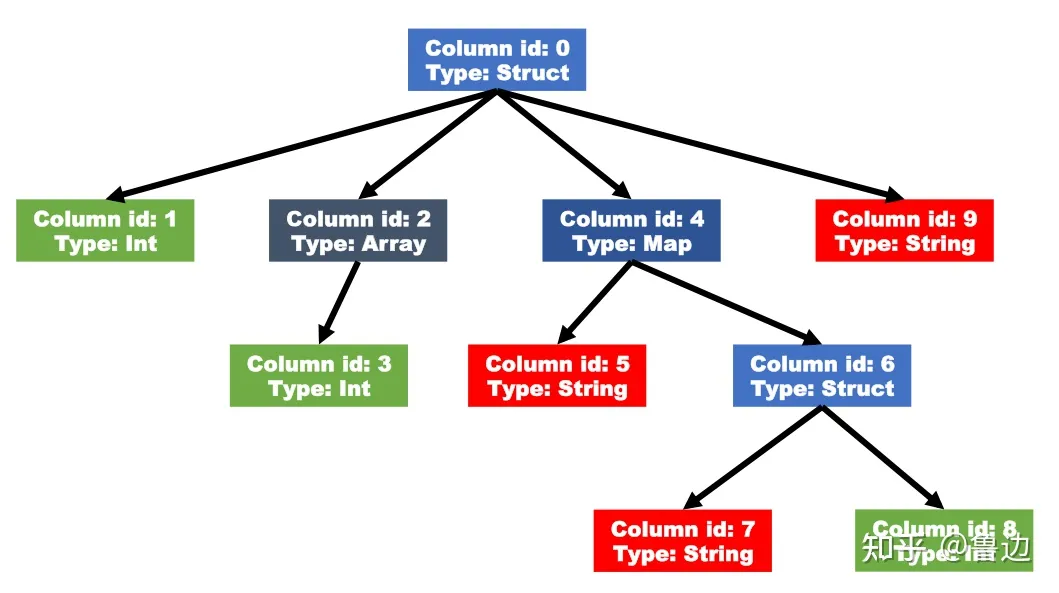 Column id: 0
Type: Struct
Column id: 1
Type: Int
Column id: 2
Type: Array
Column id: 4
Type: Map
Column id: 9
Type: String
Column id: 3
Type: Int
Column id: 5
Type: String
Column id: 6
Type: Struct
Column id: 7
Type: String
Column id: 8
Type: Int
知乎 @鲁边